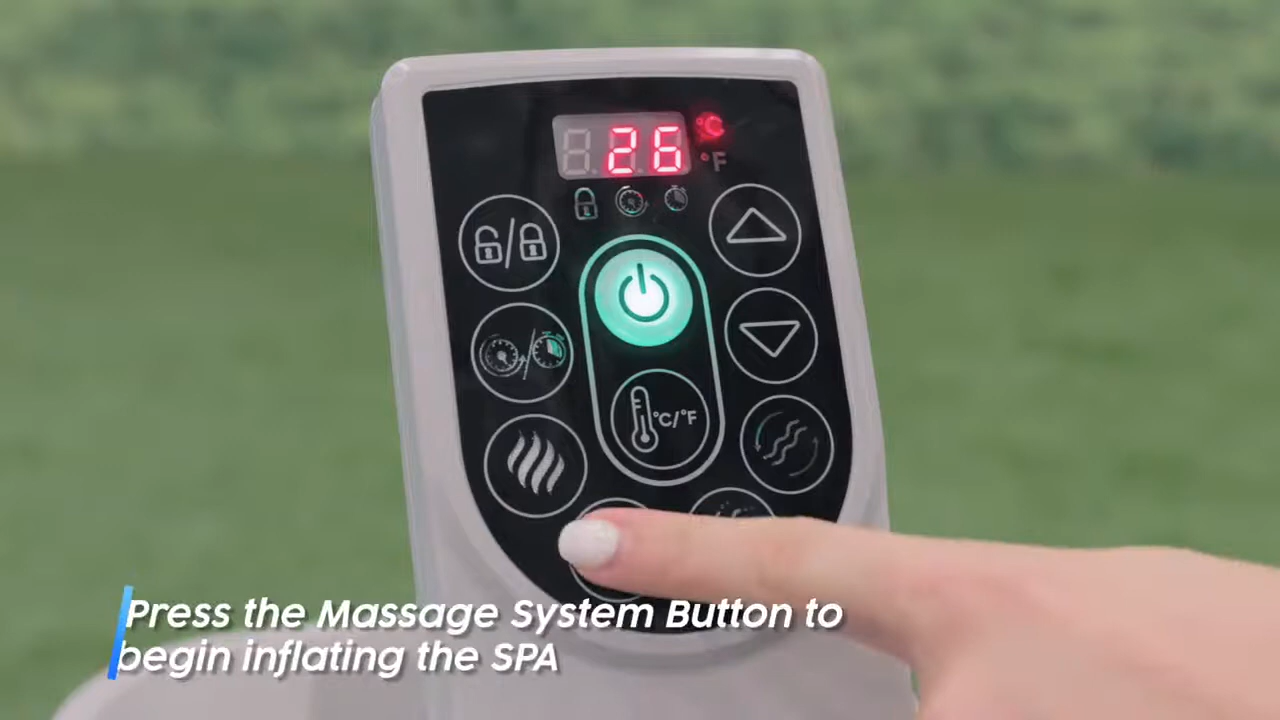 26
°C
°F
°C/°F
Press the Massage System Button to
begin inflating the SPA